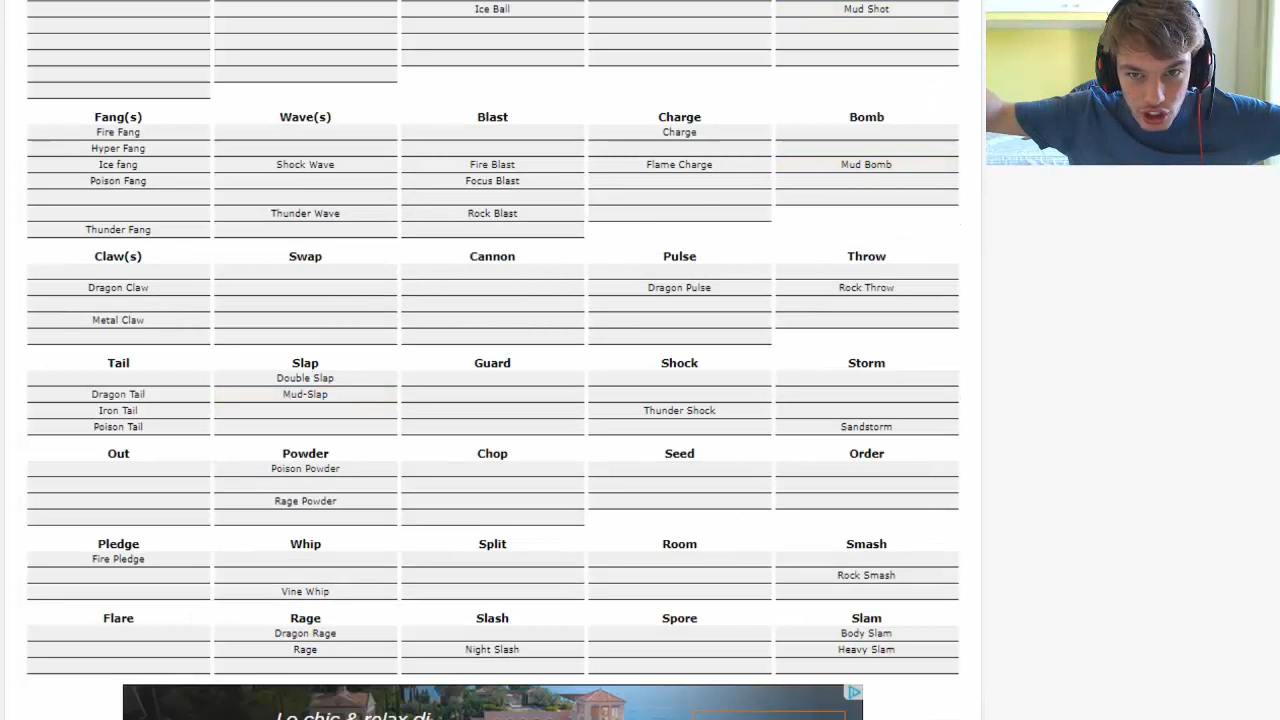 Ice Ball Mud Shot
Fang(s) Wave(s) Blast Charge Bomb
Fire Fang Charge
Hyper Fang
Ice fang Shock Wave Fire Blast Flame Charge Mud Bomb
Poison Fang Focus Blast
Thunder Wave Rock Blast
Thunder Fang
Claw(s) Swap Cannon Pulse Throw
Dragon Claw Dragon Pulse Rock Throw
Metal Claw
Tail Slap Guard Shock Storm
Double Slap
Dragon Tail Mud-Slap
Iron Tail Thunder Shock
Poison Tail Sandstorm
Out Powder Chop Seed Order
Poison Powder
Rage Powder
Pledge Whip Split Room Smash
Fire Pledge
Rock Smash
Vine Whip
Flare Rage Slash Spore Slam
Dragon Rage Body Slam
Rage Night Slash Heavy Slam
Lo chic & relax di